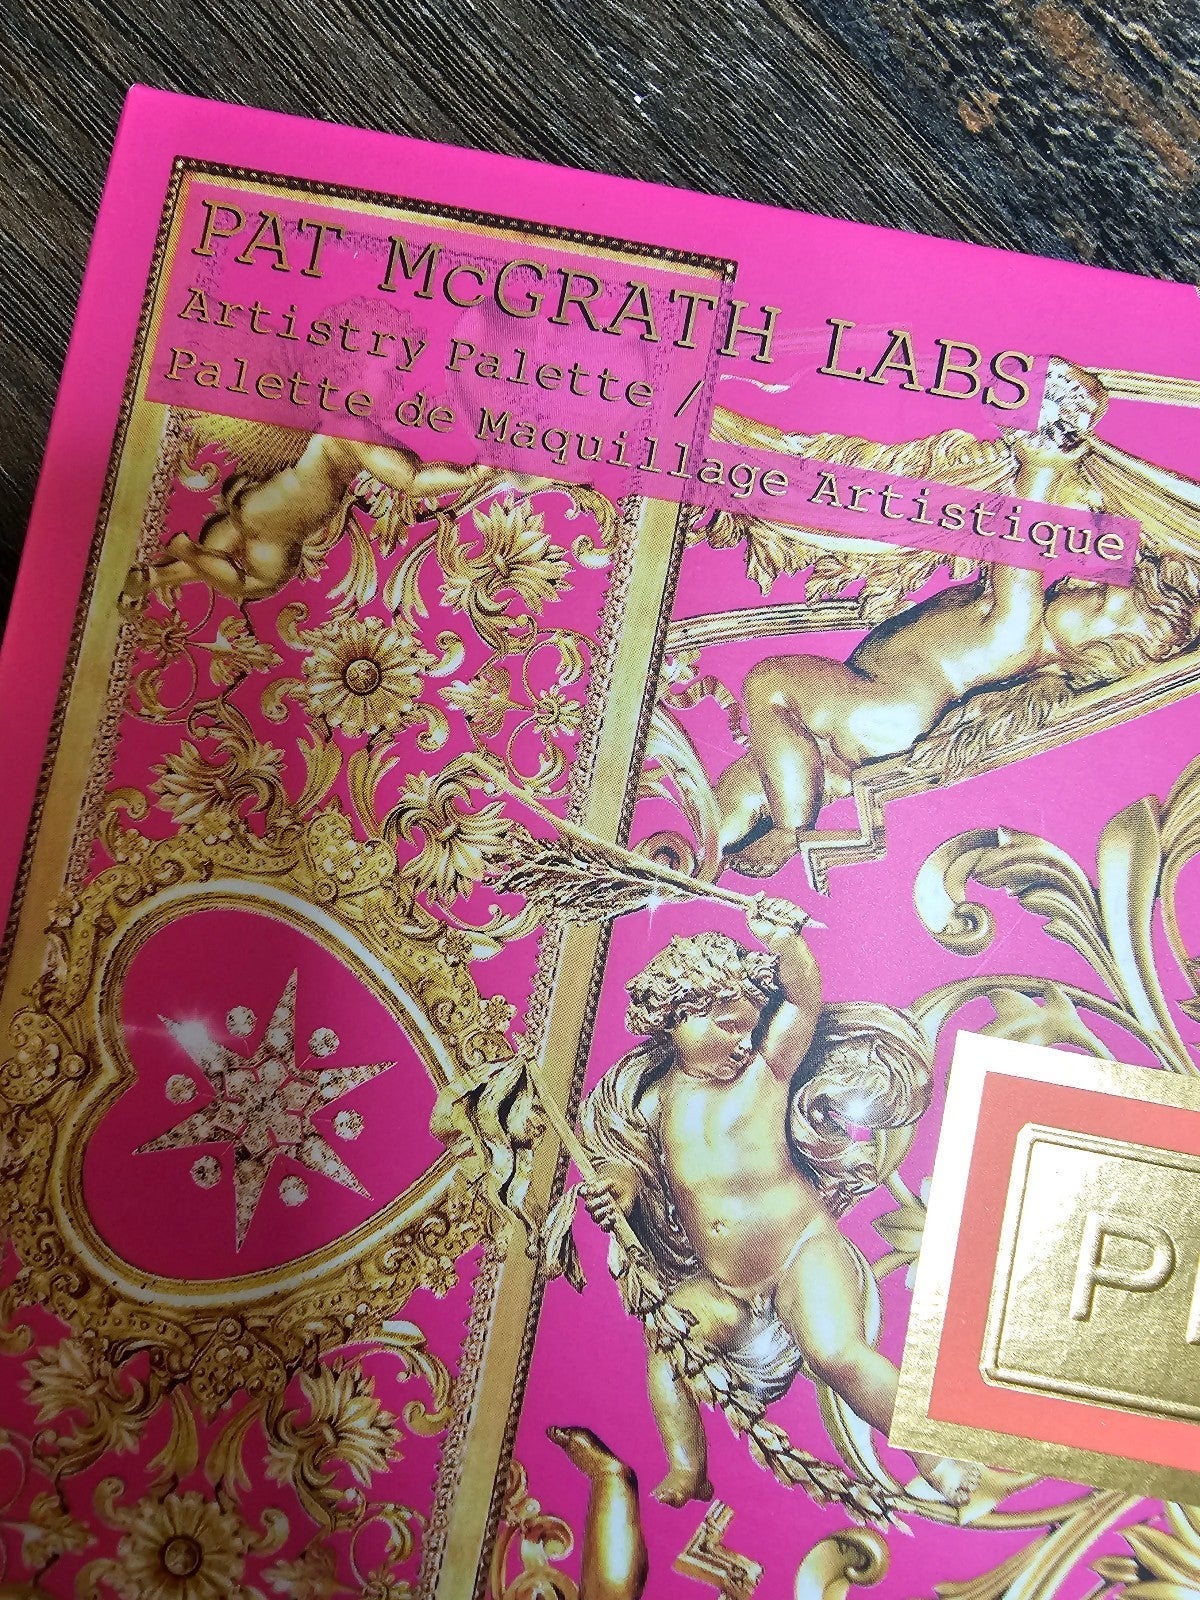 PAT McGRATH LABS
Artistry Palette /
Palette de Maquillage Artistique
P